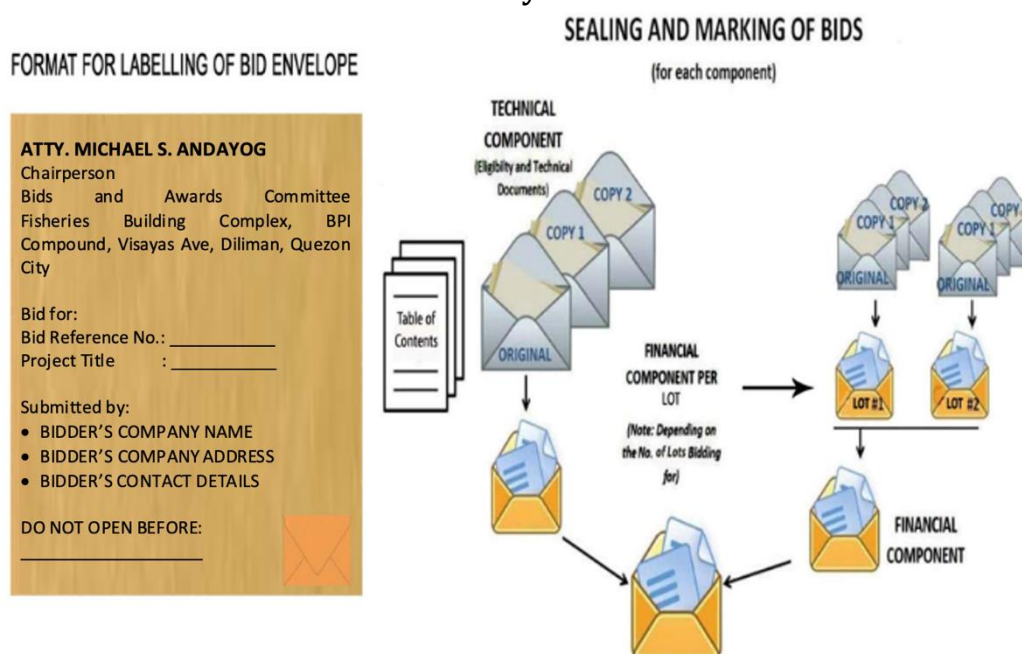 FORMAT FOR LABELLING OF BID ENVELOPE
ATTY. MICHAEL S. ANDAYOG
Chairperson
Bids and Awards Committee
Fisheries Building Complex, BPI
Compound, Visayas Ave, Diliman, Quezon
City
Bid for:
Bid Reference No.: ___________
Project Title : ___________
Submitted by:
• BIDDER'S COMPANY NAME
• BIDDER'S COMPANY ADDRESS
• BIDDER'S CONTACT DETAILS
DO NOT OPEN BEFORE:
___________________
SEALING AND MARKING OF BIDS
(for each component)
TECHNICAL
COMPONENT
(Eligibility and Technical
Documents)
COPY 2
COPY 1
ORIGINAL
Table of
Contents
FINANCIAL
COMPONENT PER
LOT
(Note: Depending on
the No. of Lots Bidding
for)
COPY 2
COPY 1
ORIGINAL
COPY
COPY 1
ORIGINAL
LOT #1
LOT #2
FINANCIAL
COMPONENT